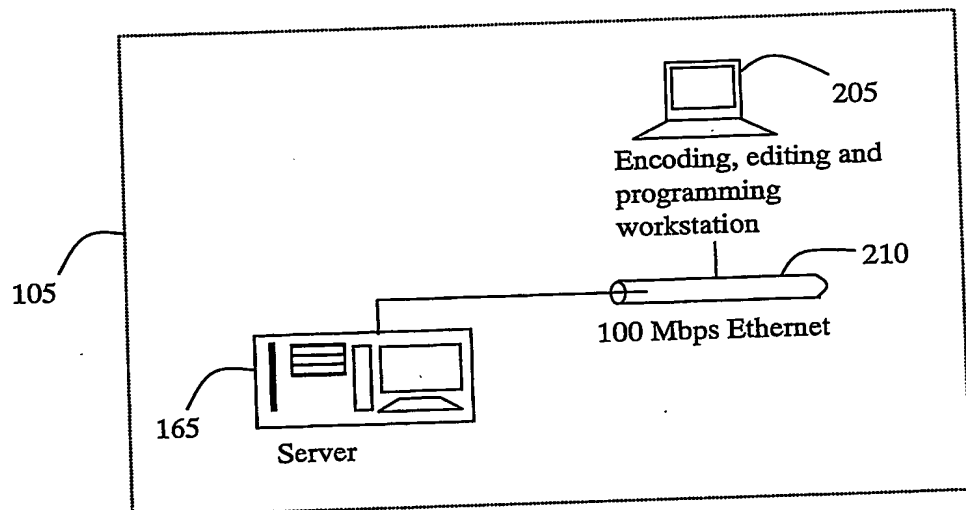 205
Encoding, editing and
programming
workstation
210
105
100 Mbps Ethernet
165
Server